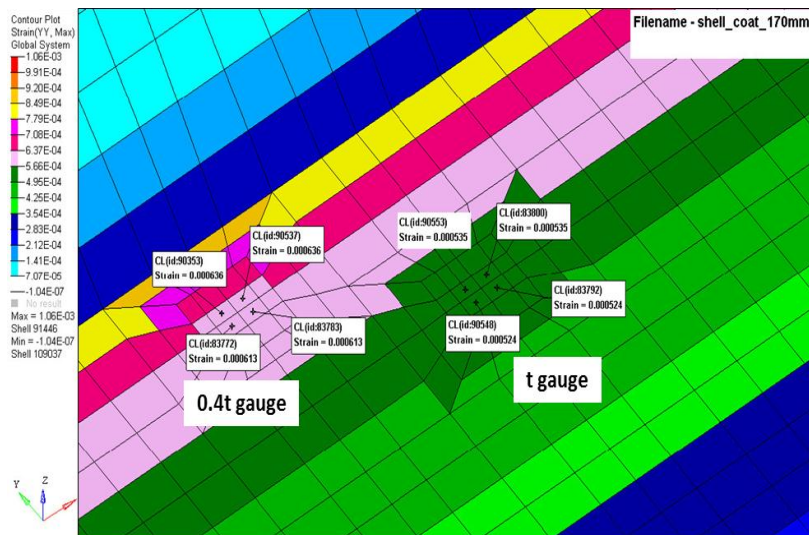 Contour Plot
Strain(YY, Max)
Global System
1.06E-03
9.91E-04
9.20E-04
8.49E-04
7.79E-04
7.08E-04
6.37E-04
5.66E-04
4.95E-04
4.25E-04
3.54E-04
2.83E-04
2.12E-04
1.41E-04
7.07E-05
-1.04E-07
No result
Max = 1.06E-03
Shell 91446
Min = -1.04E-07
Shell 109037
Filename - shell_coat_170mm
CL(id:90353)
Strain = 0.000636
CL(id:90537)
Strain = 0.000636
CL(id:83772)
Strain = 0.000613
CL(id:83783)
Strain = 0.000613
CL(id:90553)
Strain = 0.000535
CL(id:83800)
Strain = 0.000535
CL(id:83792)
Strain = 0.000524
CL(id:90548)
Strain = 0.000524
0.4t gauge
t gauge
Y
Z